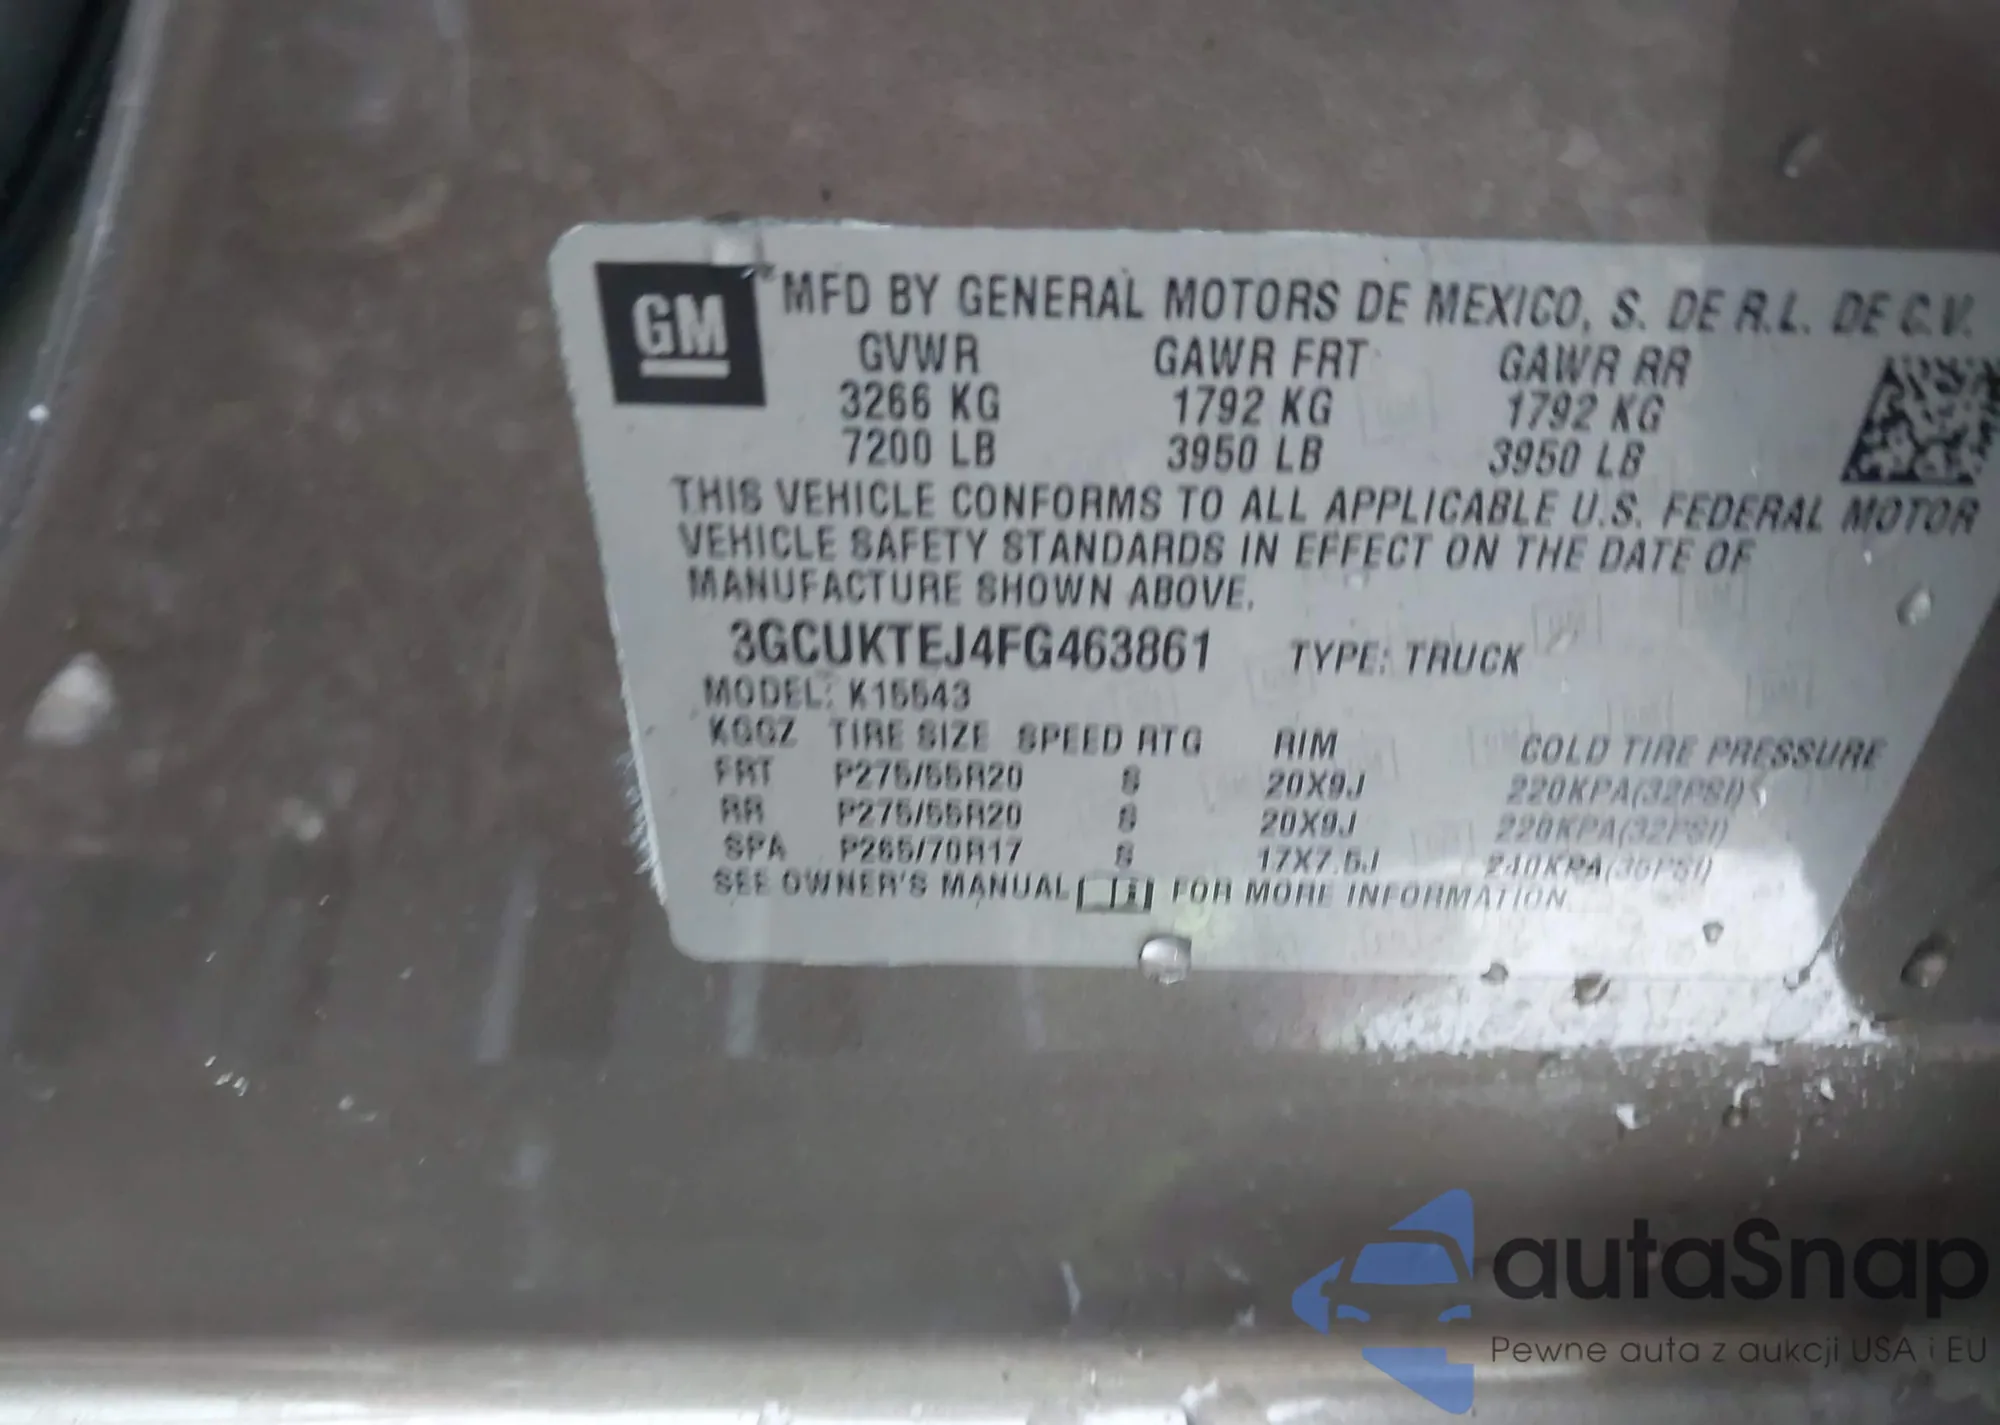 GM
MFD BY GENERAL MOTORS DE MEXICO, S. DE R.L. DE C.V.
GVWR GAWR FRT GAWR RR
3266 KG 1792 KG 1792 KG
7200 LB 3950 LB 3950 LB
THIS VEHICLE CONFORMS TO ALL APPLICABLE U.S. FEDERAL MOTOR
VEHICLE SAFETY STANDARDS IN EFFECT ON THE DATE OF
MANUFACTURE SHOWN ABOVE.
3GCUKTEJ4FG463861 TYPE: TRUCK
MODEL: K15543
KGGZ TIRE SIZE SPEED RTG RIM COLD TIRE PRESSURE
FRT P275/55R20 S 20X9J 220KPA(32PSI)
RR P275/55R20 S 20X9J 220KPA(32PSI)
SPA P265/70R17 S 17X7.5J 240KPA(35PSI)
SEE OWNER'S MANUAL FOR MORE INFORMATION.
autaSnap
Pewne auta z aukcji USA i EU